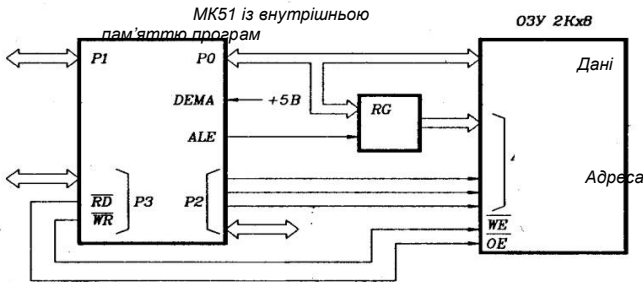 МК51 із внутрішньою
пам'яттю програм
ОЗУ 2Кх8
P1
P0
Дані
DEMA
+5В
RG
ALE
Адреса
RD
P3
P2
WR
WE
OE